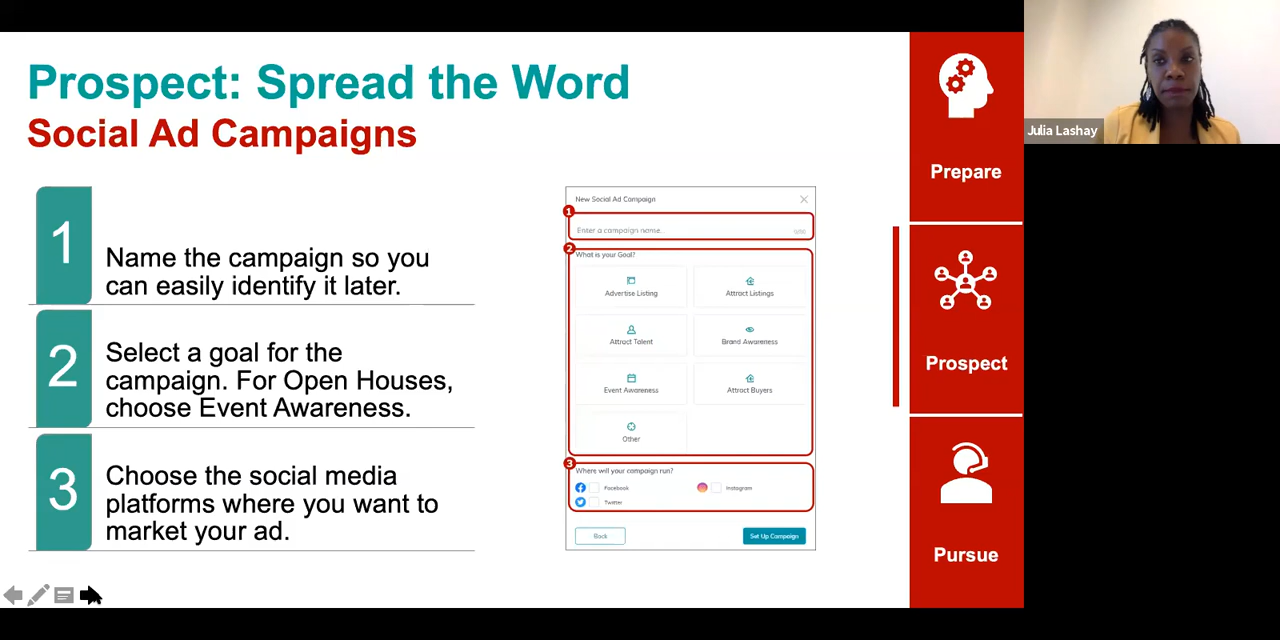 Prospect: Spread the Word
Social Ad Campaigns
1
Name the campaign so you
can easily identify it later.
2
Select a goal for the
campaign. For Open Houses,
choose Event Awareness.
3
Choose the social media
platforms where you want to
market your ad.
New Social Ad Campaign
1
Enter a campaign name..
2
What is your Goal?
Advertise Listing
Attract Listings
Attract Talent
Brand Awareness
Event Awareness
Attract Buyers
Other
3
Where will your campaign run?
Facebook
Instagram
Twitter
Back
Set Up Campaign
Prepare
Prospect
Pursue
Julia Lashay